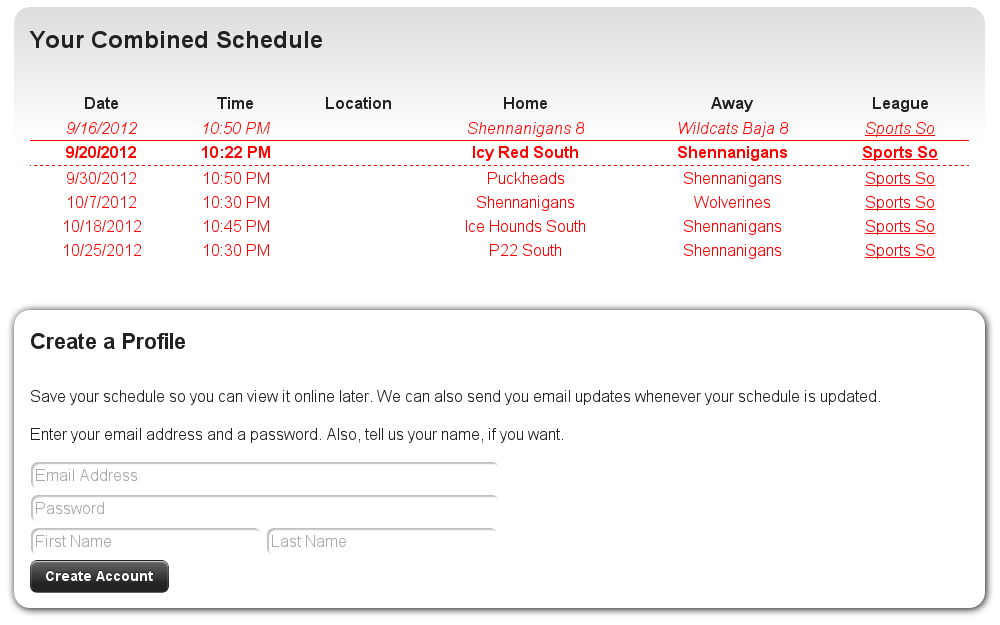 Your Combined Schedule
Date Time Location Home Away League
9/16/2012 10:50 PM Shennanigans 8 Wildcats Baja 8 Sports So
9/20/2012 10:22 PM Icy Red South Shennanigans Sports So
9/30/2012 10:50 PM Puckheads Shennanigans Sports So
10/7/2012 10:30 PM Shennanigans Wolverines Sports So
10/18/2012 10:45 PM Ice Hounds South Shennanigans Sports So
10/25/2012 10:30 PM P22 South Shennanigans Sports So
Create a Profile
Save your schedule so you can view it online later. We can also send you email updates whenever your schedule is updated.
Enter your email address and a password. Also, tell us your name, if you want.
Email Address
Password
First Name Last Name
Create Account